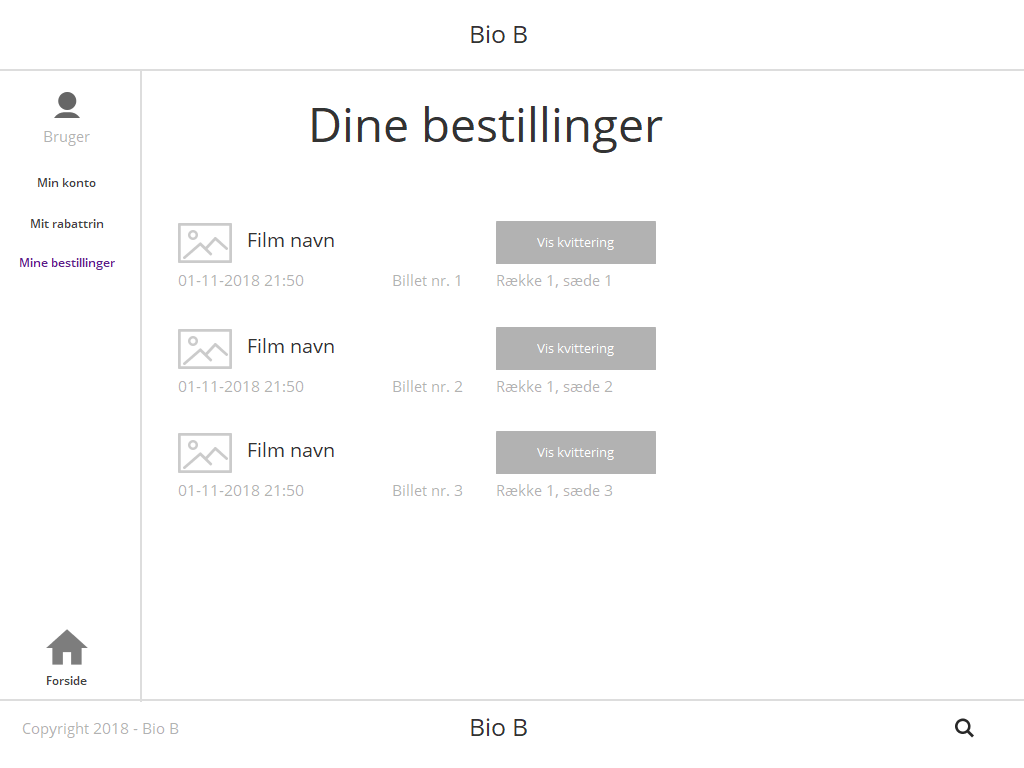 Bio B
Bruger
Min konto
Mit rabattrin
Mine bestillinger
Forside
Dine bestillinger
Film navn
Vis kvittering
01-11-2018 21:50 Billet nr. 1 Række 1, sæde 1
Film navn
Vis kvittering
01-11-2018 21:50 Billet nr. 2 Række 1, sæde 2
Film navn
Vis kvittering
01-11-2018 21:50 Billet nr. 3 Række 1, sæde 3
Copyright 2018 - Bio B
Bio B